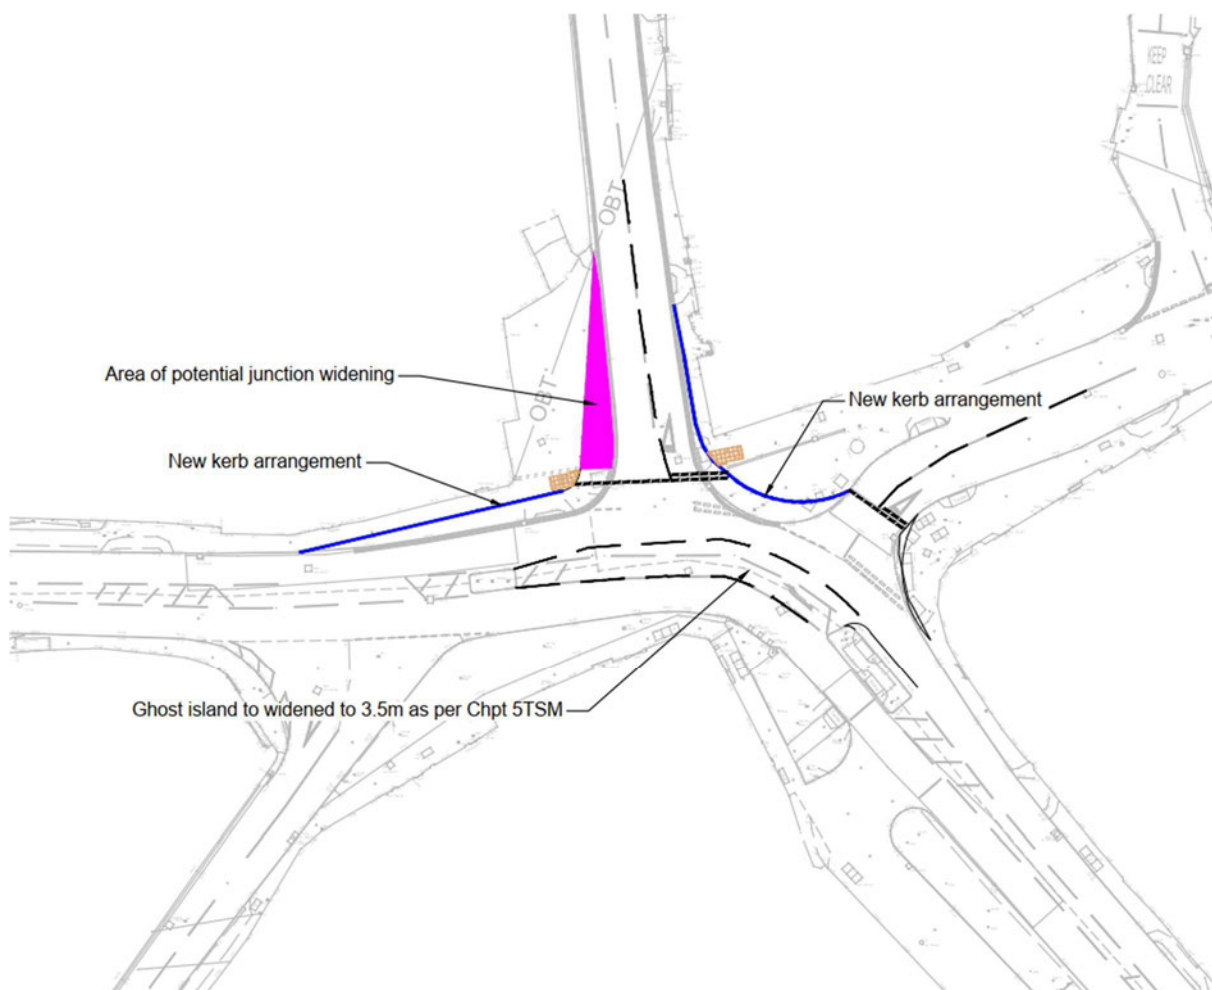 KEEP
CLEAR
OBT
Area of potential junction widening
OBT
New kerb arrangement
New kerb arrangement
Ghost island to widened to 3.5m as per Chpt 5TSM